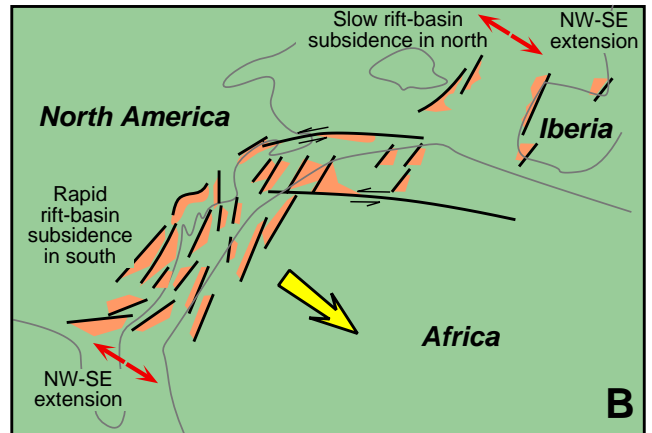 Slow rift-basin
subsidence in north
NW-SE
extension
North America
Iberia
Rapid
rift-basin
subsidence
in south
Africa
NW-SE
extension
B